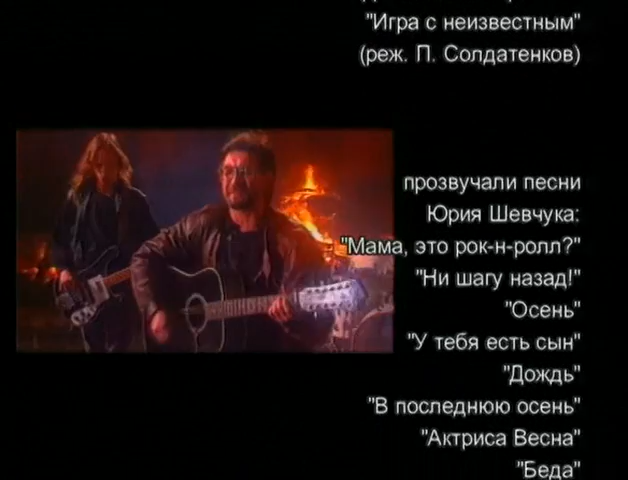 "Игра с неизвестным"
(реж. П. Солдатенков)
прозвучали песни
Юрия Шевчука:
"Мама, это рок-н-ролл?"
"Ни шагу назад!"
"Осень"
"У тебя есть сын"
"Дождь"
"В последнюю осень"
"Актриса Весна"
"Беда"